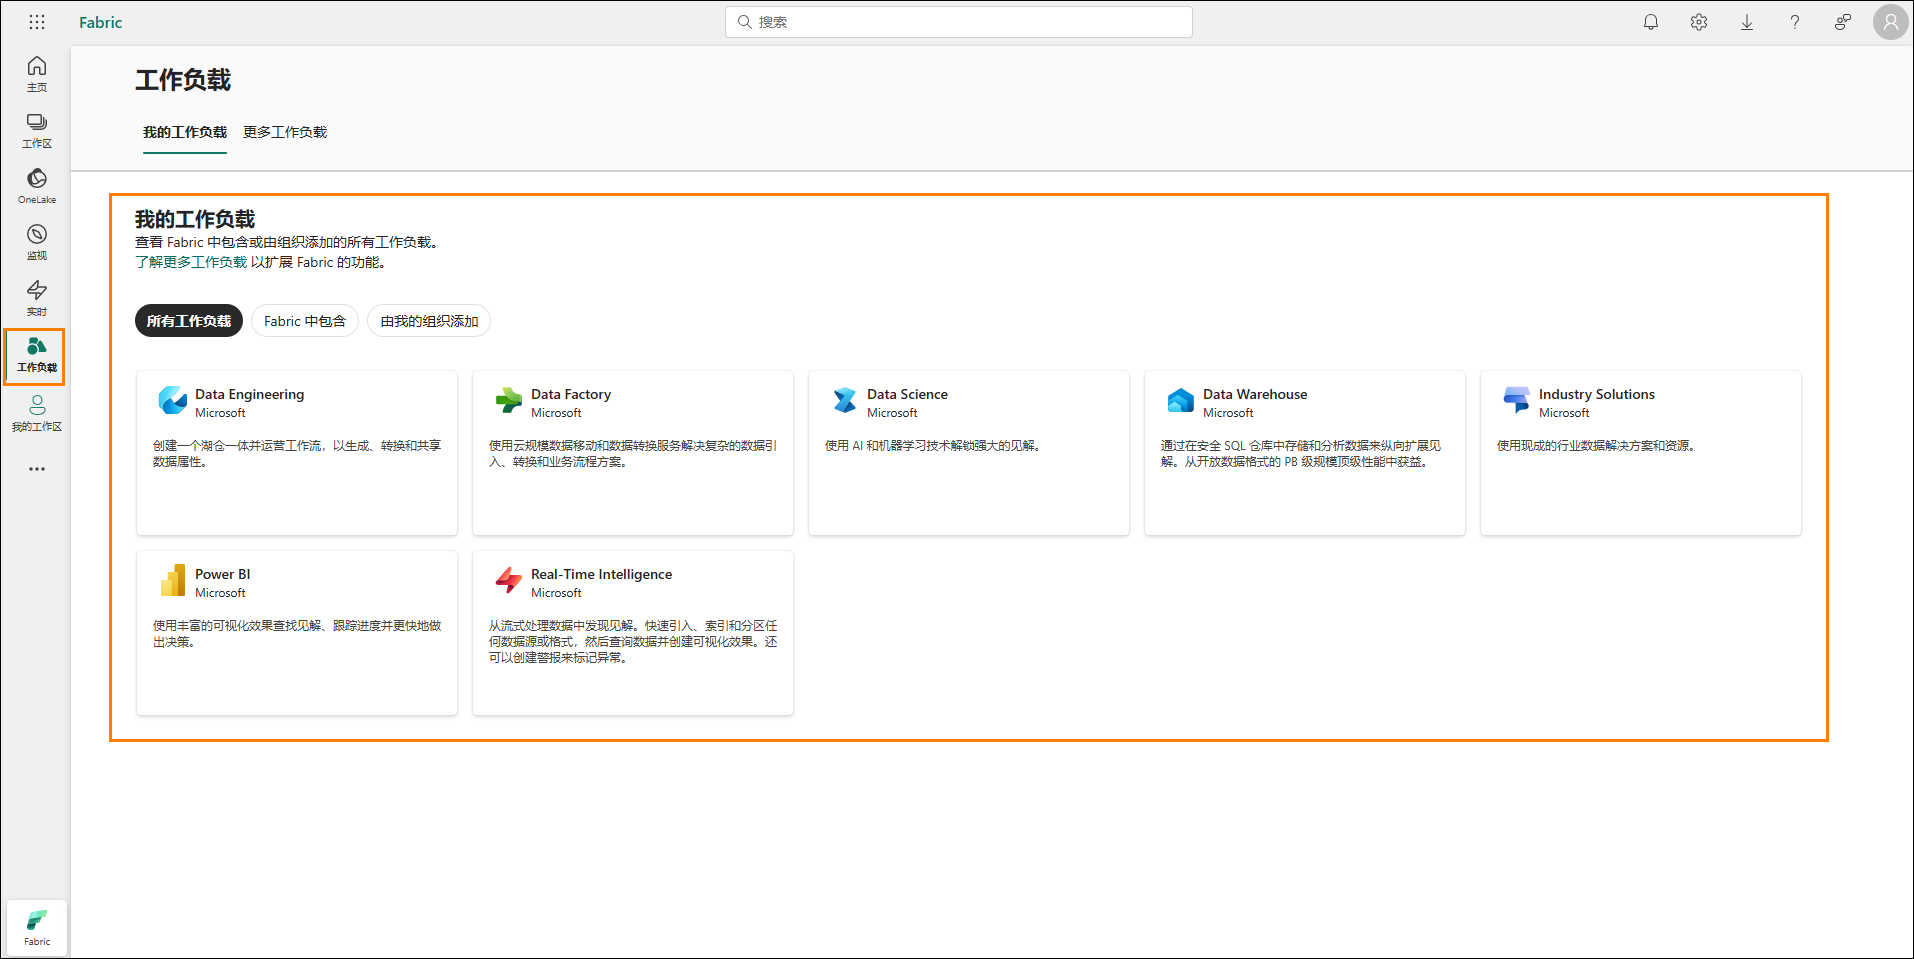 Fabric
搜索
主页
工作区
OneLake
监视
实时
工作负载
我的工作区
Fabric
工作负载
我的工作负载
更多工作负载
我的工作负载
查看 Fabric 中包含或由组织添加的所有工作负载。
了解更多工作负载 以扩展 Fabric 的功能。
所有工作负载
Fabric 中包含
由我的组织添加
Data Engineering
Microsoft
创建一个湖仓一体并运营工作流，以生成、转换和共享
数据属性。
Data Factory
Microsoft
使用云规模数据移动和数据转换服务解决复杂的数据引
入、转换和业务流程方案。
Data Science
Microsoft
使用 AI 和机器学习技术解锁强大的见解。
Data Warehouse
Microsoft
通过在安全 SQL 仓库中存储和分析数据来纵向扩展见
解。从开放数据格式的 PB 级规模顶级性能中获益。
Industry Solutions
Microsoft
使用现成的行业数据解决方案和资源。
Power BI
Microsoft
使用丰富的可视化效果查找见解、跟踪进度并更快地做
出决策。
Real-Time Intelligence
Microsoft
从流式处理数据中发现见解。快速引入、索引和分区任
何数据源或格式，然后查询数据并创建可视化效果。还
可以创建警报来标记异常。